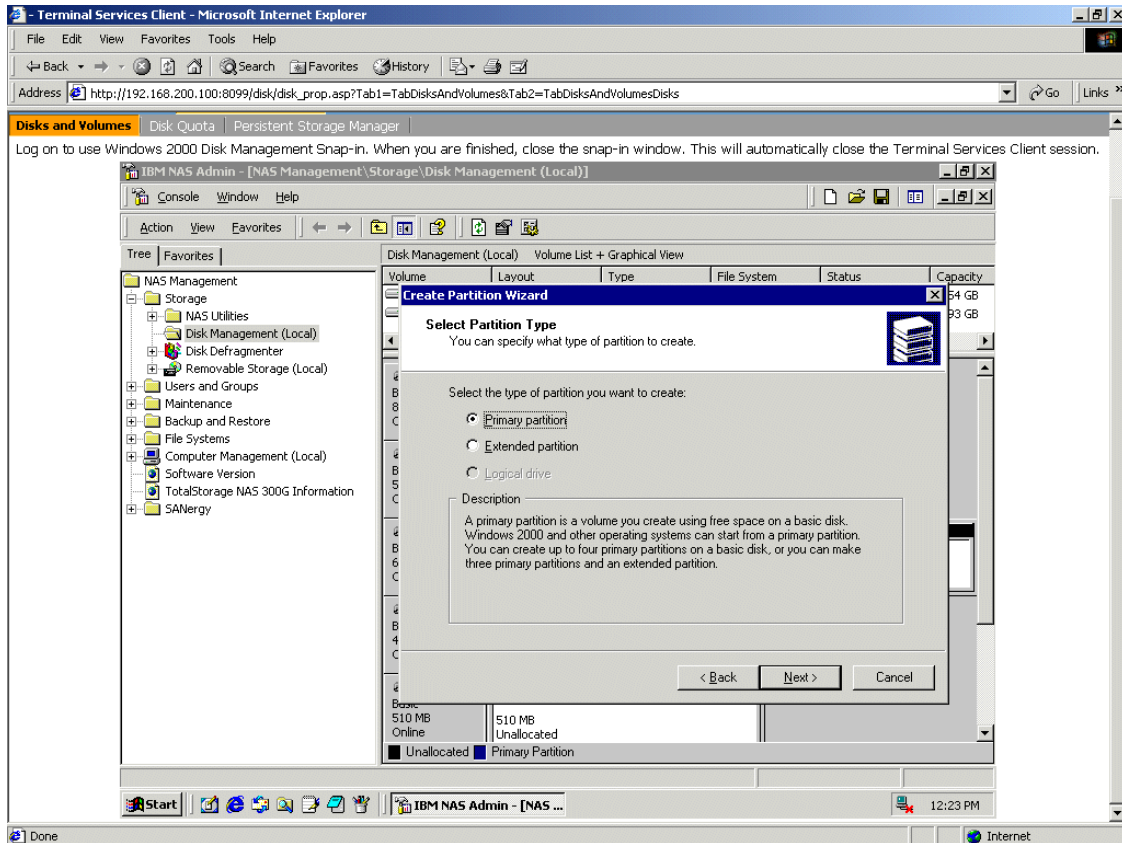 - Terminal Services Client - Microsoft Internet Explorer
File Edit View Favorites Tools Help
Back Search Favorites History
Address http://192.168.200.100:8099/disk/disk_prop.asp?Tab1=TabDisksAndVolumes&Tab2=TabDisksAndVolumesDisks Go Links »
Disks and Volumes Disk Quota Persistent Storage Manager
Log on to use Windows 2000 Disk Management Snap-in. When you are finished, close the snap-in window. This will automatically close the Terminal Services Client session.
IBM NAS Admin - [NAS Management\Storage\Disk Management (Local)]
Console Window Help
Action View Favorites
Tree Favorites
Disk Management (Local) Volume List + Graphical View
NAS Management
Storage
NAS Utilities
Disk Management (Local)
Disk Defragmenter
Removable Storage (Local)
Users and Groups
Maintenance
Backup and Restore
File Systems
Computer Management (Local)
Software Version
TotalStorage NAS 300G Information
SANergy
Volume Layout Type File System Status Capacity
54 GB
93 GB
Create Partition Wizard
Select Partition Type
You can specify what type of partition to create.
Select the type of partition you want to create:
Primary partition
Extended partition
Logical drive
Description
A primary partition is a volume you create using free space on a basic disk.
Windows 2000 and other operating systems can start from a primary partition.
You can create up to four primary partitions on a basic disk, or you can make
three primary partitions and an extended partition.
< Back Next > Cancel
510 MB
Online
510 MB
Unallocated
Unallocated Primary Partition
Start IBM NAS Admin - [NAS ... 12:23 PM
Done Internet